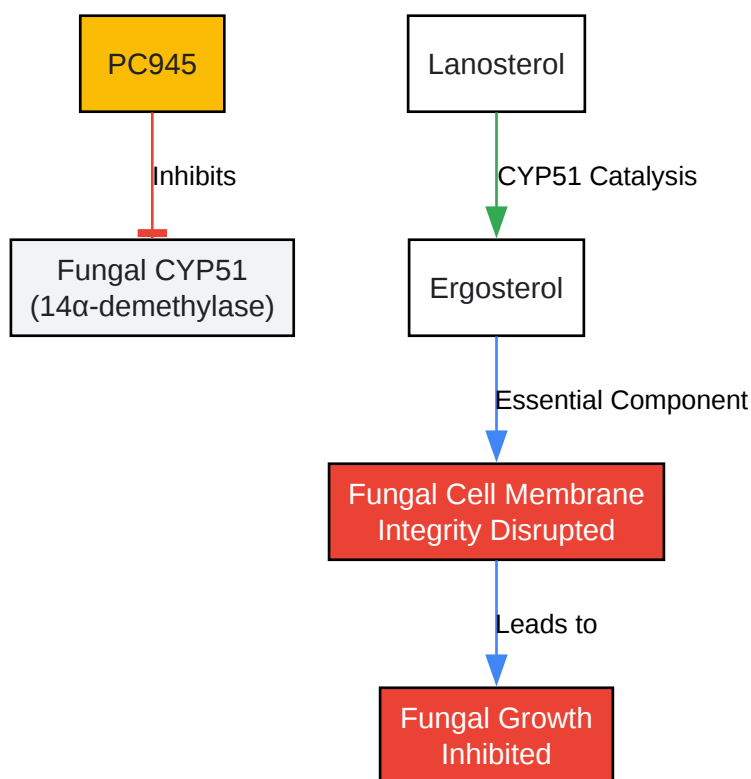 PC945
Lanosterol
Inhibits
CYP51 Catalysis
Fungal CYP51
(14α-demethylase)
Ergosterol
Essential Component
Fungal Cell Membrane
Integrity Disrupted
Leads to
Fungal Growth
Inhibited